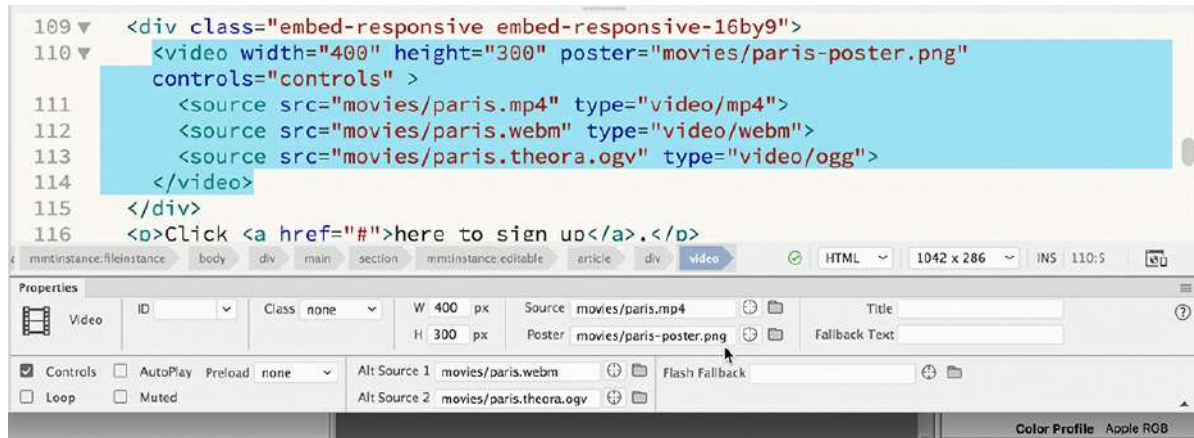 109 <div class="embed-responsive embed-responsive-16by9">
110 <video width="400" height="300" poster="movies/paris-poster.png"
controls="controls" >
111 <source src="movies/paris.mp4" type="video/mp4">
112 <source src="movies/paris.webm" type="video/webm">
113 <source src="movies/paris.theora.ogv" type="video/ogg">
114 </video>
115 </div>
116 <p>Click <a href="#">here to sign up</a>.</p>
mmtinstance:fileinstance body div main section mmtinstance:editable article div video HTML 1042 x 286 INS 110:5
Properties
Video ID Class none W 400 px Source movies/paris.mp4 Title
H 300 px Poster movies/paris-poster.png Fallback Text
Controls AutoPlay Preload none Alt Source 1 movies/paris.webm Flash Fallback
Loop Muted Alt Source 2 movies/paris.theora.ogv
Color Profile Apple RGB